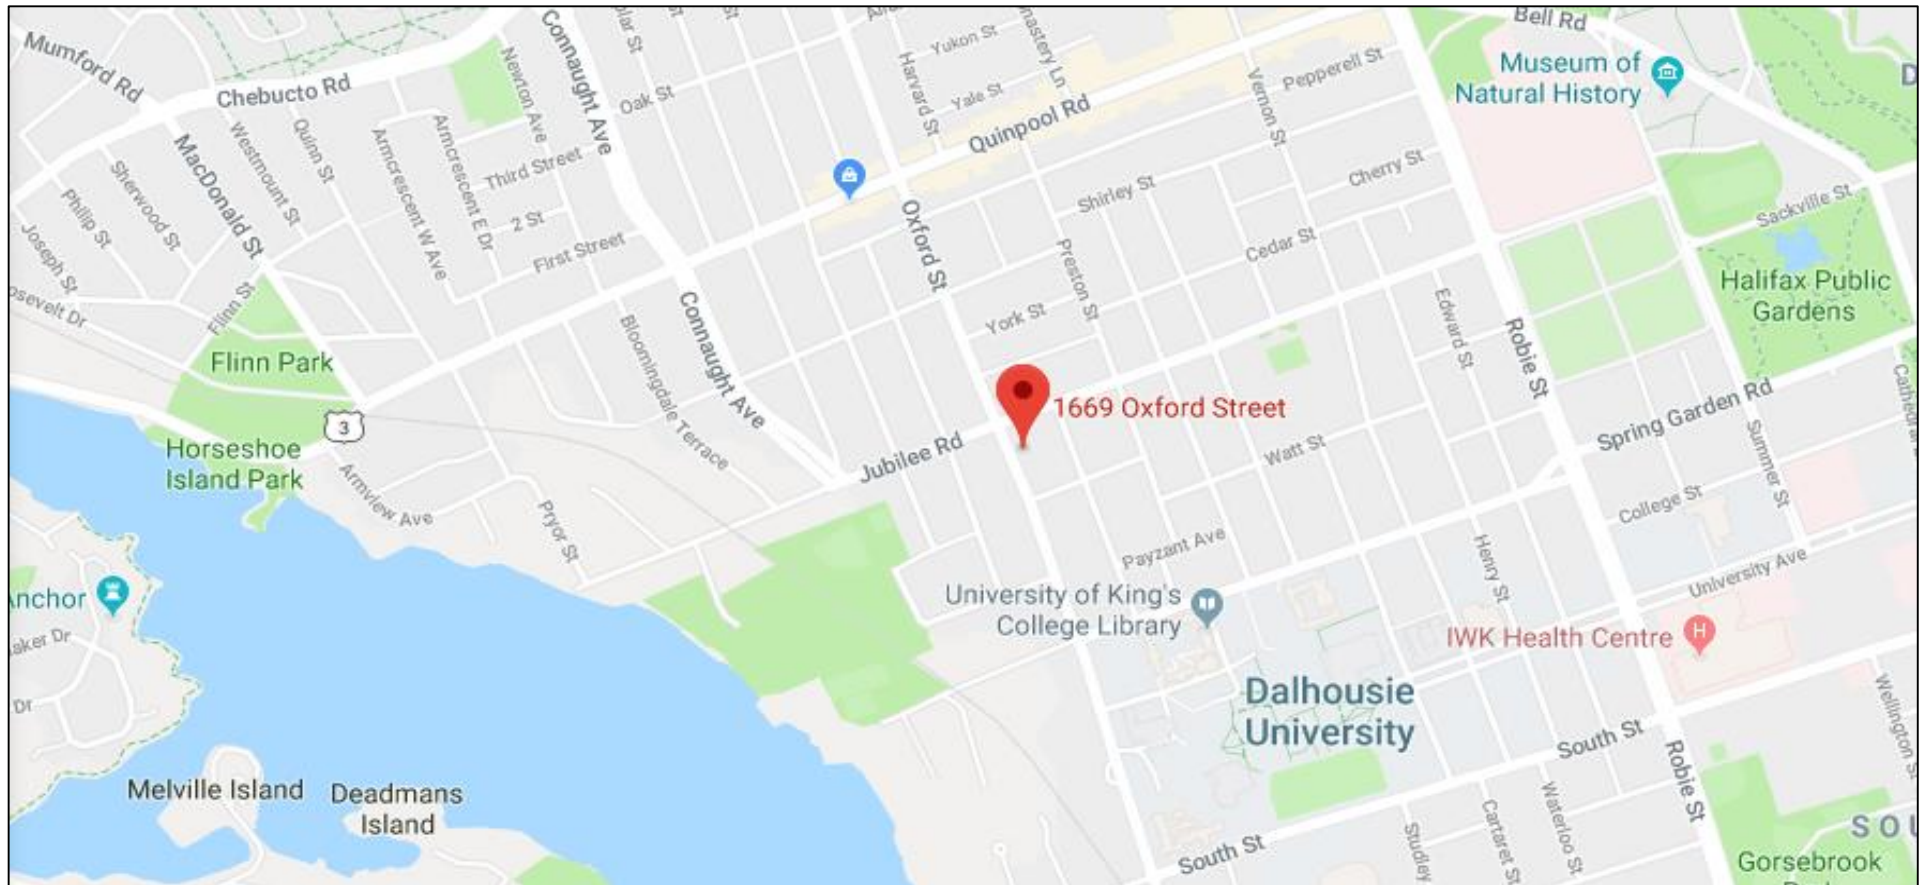 Bell Rd
Yukon St
Mumford Rd
Connaught Ave
Newton Ave
Harvard St
Vernon St
Pepperell St
Museum of
Natural History
Chebucto Rd
Oak St
Yale St
Quinpool Rd
Westmount St
Quinn St
Armcrescent W Ave
Armcrescent E Dr
Third Street
MacDonald St
Sherwood St
Philip St
Joseph St
2 St
First Street
Oxford St
Shirley St
Cherry St
Sackville St
Preston St
Cedar St
Halifax Public
Gardens
Flinn St
Flinn Park
Bloomingdale Terrace
Connaught Ave
York St
Edward St
Robie St
3
1669 Oxford Street
Horseshoe
Island Park
Armview Ave
Jubilee Rd
Watt St
Spring Garden Rd
Summer St
College St
Pryor St
Payzant Ave
Henry St
University Ave
University of King's
College Library
IWK Health Centre
H
Dalhousie
University
Dr
Wellington St
South St
Robie St
Melville Island
Deadmans
Island
Cartaret St
Waterloo St
Studley
South St
Gorsebrook